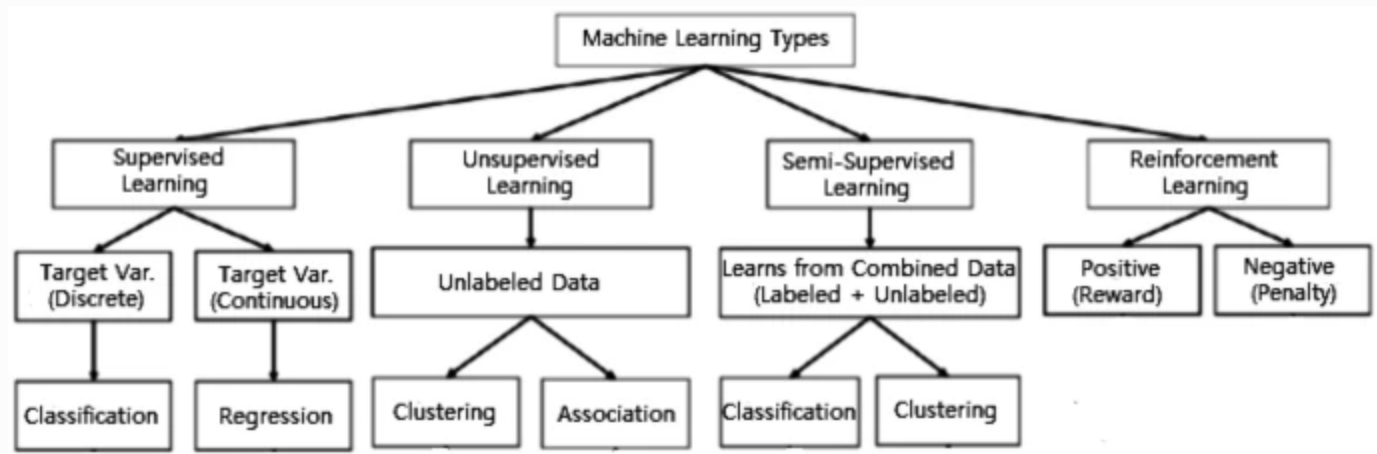 Machine Learning Types
Supervised
Learning
Unsupervised
Learning
Semi-Supervised
Learning
Reinforcement
Learning
Target Var.
(Discrete)
Target Var.
(Continuous)
Unlabeled Data
Learns from Combined Data
(Labeled + Unlabeled)
Positive
(Reward)
Negative
(Penalty)
Classification
Regression
Clustering
Association
Classification
Clustering